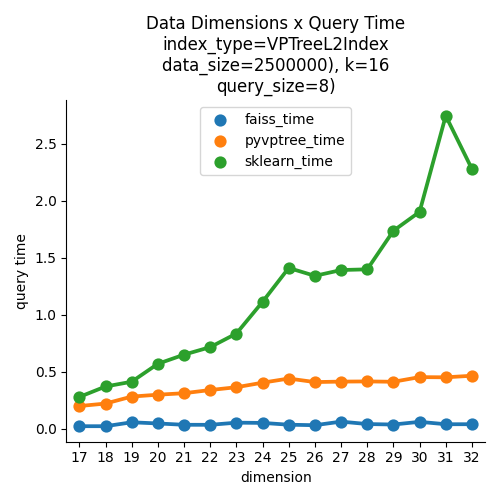 Data Dimensions x Query Time
index_type=VPTreeL2Index
data_size=2500000), k=16
query_size=8)
faiss_time
pyvptree_time
sklearn_time
query time
2.5
2.0
1.5
1.0
0.5
0.0
17 18 19 20 21 22 23 24 25 26 27 28 29 30 31 32
dimension